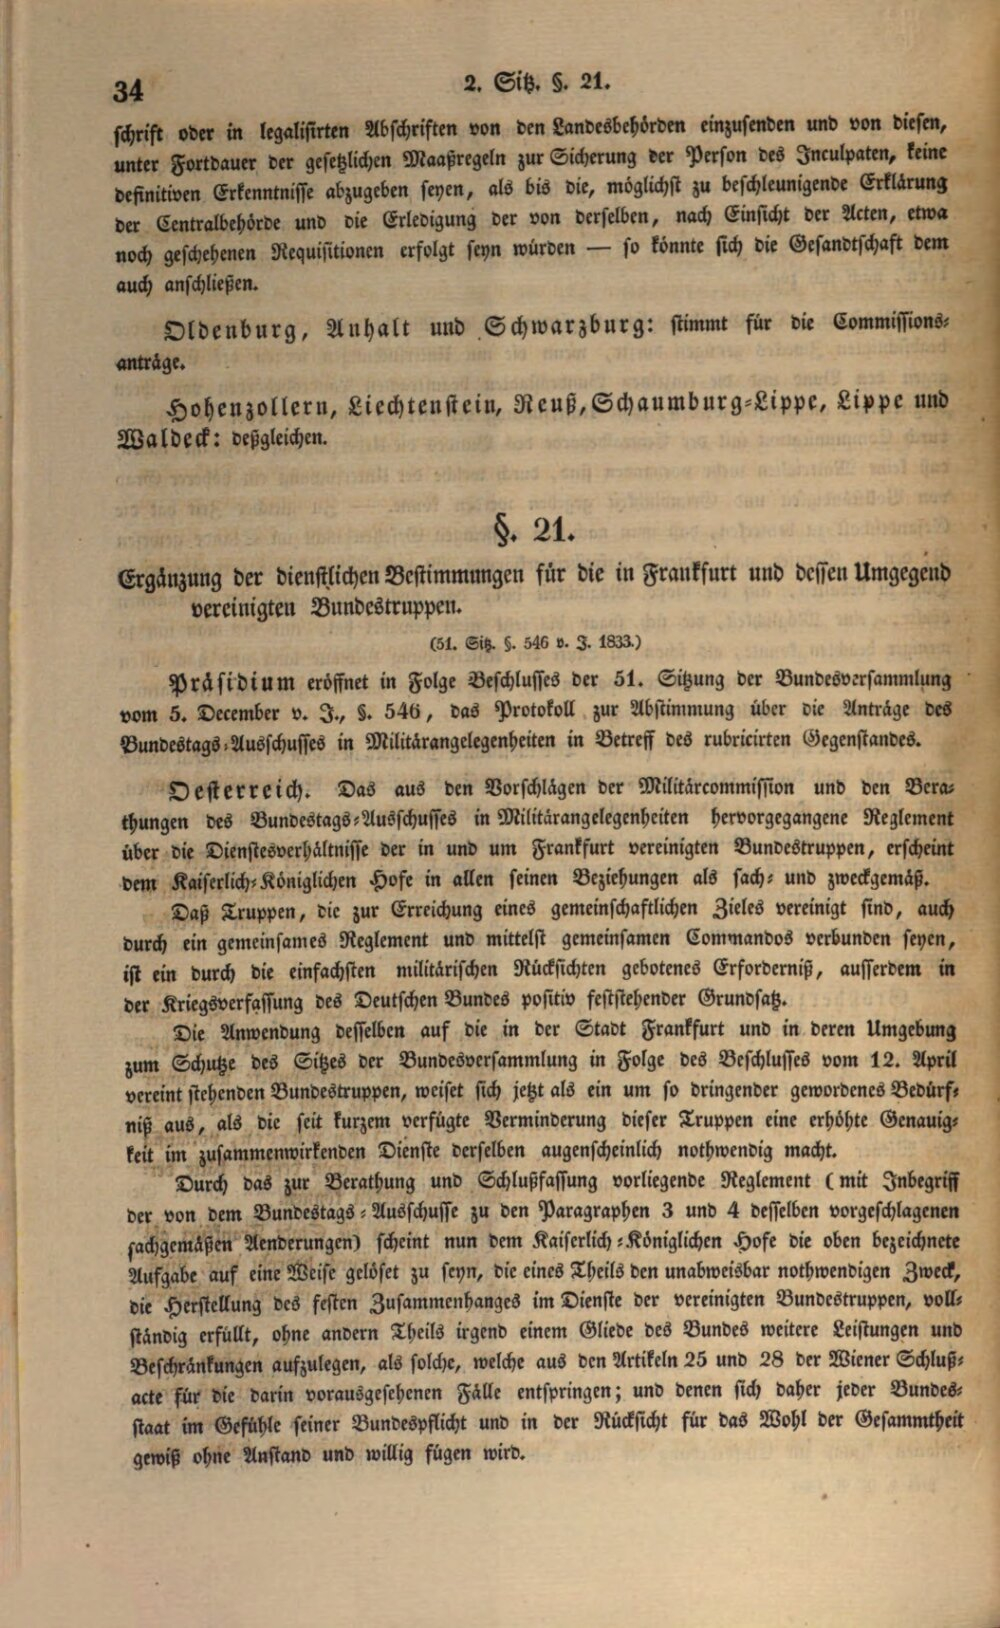 34
2. Sitz. §. 21.
schrift oder in legalisirten Abschriften von den Landesbehörden einzusenden und von diesen,
unter Fortdauer der gesetzlichen Maaßregeln zur Sicherung der Person des Inculpaten, keine
definitiven Erkenntnisse abzugeben seyen, als bis die, möglichst zu beschleunigende Erklärung
der Centralbehörde und die Erledigung der von derselben, nach Einsicht der Acten, etwa
noch geschehenen Requisitionen erfolgt seyn würden — so könnte sich die Gesandtschaft dem
auch anschließen.
Oldenburg, Anhalt und Schwarzburg: stimmt für die Commissions-
anträge.
Hohenzollern, Liechtenstein, Reuß, Schaumburg-Lippe, Lippe und
Waldeck: deßgleichen.
§. 21.
Ergänzung der dienstlichen Bestimmungen für die in Frankfurt und dessen Umgegend
vereinigten Bundestruppen.
(51. Sitz. §. 546 v. J. 1833.)
Präsidium eröffnet in Folge Beschlusses der 51. Sitzung der Bundesversammlung
vom 5. December v. J., §. 546, das Protokoll zur Abstimmung über die Anträge des
Bundestags-Ausschusses in Militärangelegenheiten in Betreff des rubricirten Gegenstandes.
Oesterreich. Das aus den Vorschlägen der Militärcommission und den Bera-
thungen des Bundestags-Ausschusses in Militärangelegenheiten hervorgegangene Reglement
über die Dienstesverhältnisse der in und um Frankfurt vereinigten Bundestruppen, erscheint
dem Kaiserlich-Königlichen Hofe in allen seinen Beziehungen als sach- und zweckgemäß.
Daß Truppen, die zur Erreichung eines gemeinschaftlichen Zieles vereinigt sind, auch
durch ein gemeinsames Reglement und mittelst gemeinsamen Commandos verbunden seyen,
ist ein durch die einfachsten militärischen Rücksichten gebotenes Erforderniß, ausserdem in
der Kriegsverfassung des Deutschen Bundes positiv feststehender Grundsatz.
Die Anwendung desselben auf die in der Stadt Frankfurt und in deren Umgebung
zum Schutze des Sitzes der Bundesversammlung in Folge des Beschlusses vom 12. April
vereint stehenden Bundestruppen, weiset sich jetzt als ein um so dringender gewordenes Bedürf-
niß aus, als die seit kurzem verfügte Verminderung dieser Truppen eine erhöhte Genauig-
keit im zusammenwirkenden Dienste derselben augenscheinlich nothwendig macht.
Durch das zur Berathung und Schlußfassung vorliegende Reglement (mit Inbegriff
der von dem Bundestags-Ausschusse zu den Paragraphen 3 und 4 desselben vorgeschlagenen
sachgemäßen Aenderungen) scheint nun dem Kaiserlich-Königlichen Hofe die oben bezeichnete
Aufgabe auf eine Weise gelöset zu seyn, die eines Theils den unabweisbar nothwendigen Zweck,
die Herstellung des festen Zusammenhanges im Dienste der vereinigten Bundestruppen, voll-
ständig erfüllt, ohne andern Theils irgend einem Gliede des Bundes weitere Leistungen und
Beschränkungen aufzulegen, als solche, welche aus den Artikeln 25 und 28 der Wiener Schluß-
acte für die darin vorausgesehenen Fälle entspringen; und denen sich daher jeder Bundes-
staat im Gefühle seiner Bundespflicht und in der Rücksicht für das Wohl der Gesammtheit
gewiß ohne Anstand und willig fügen wird.